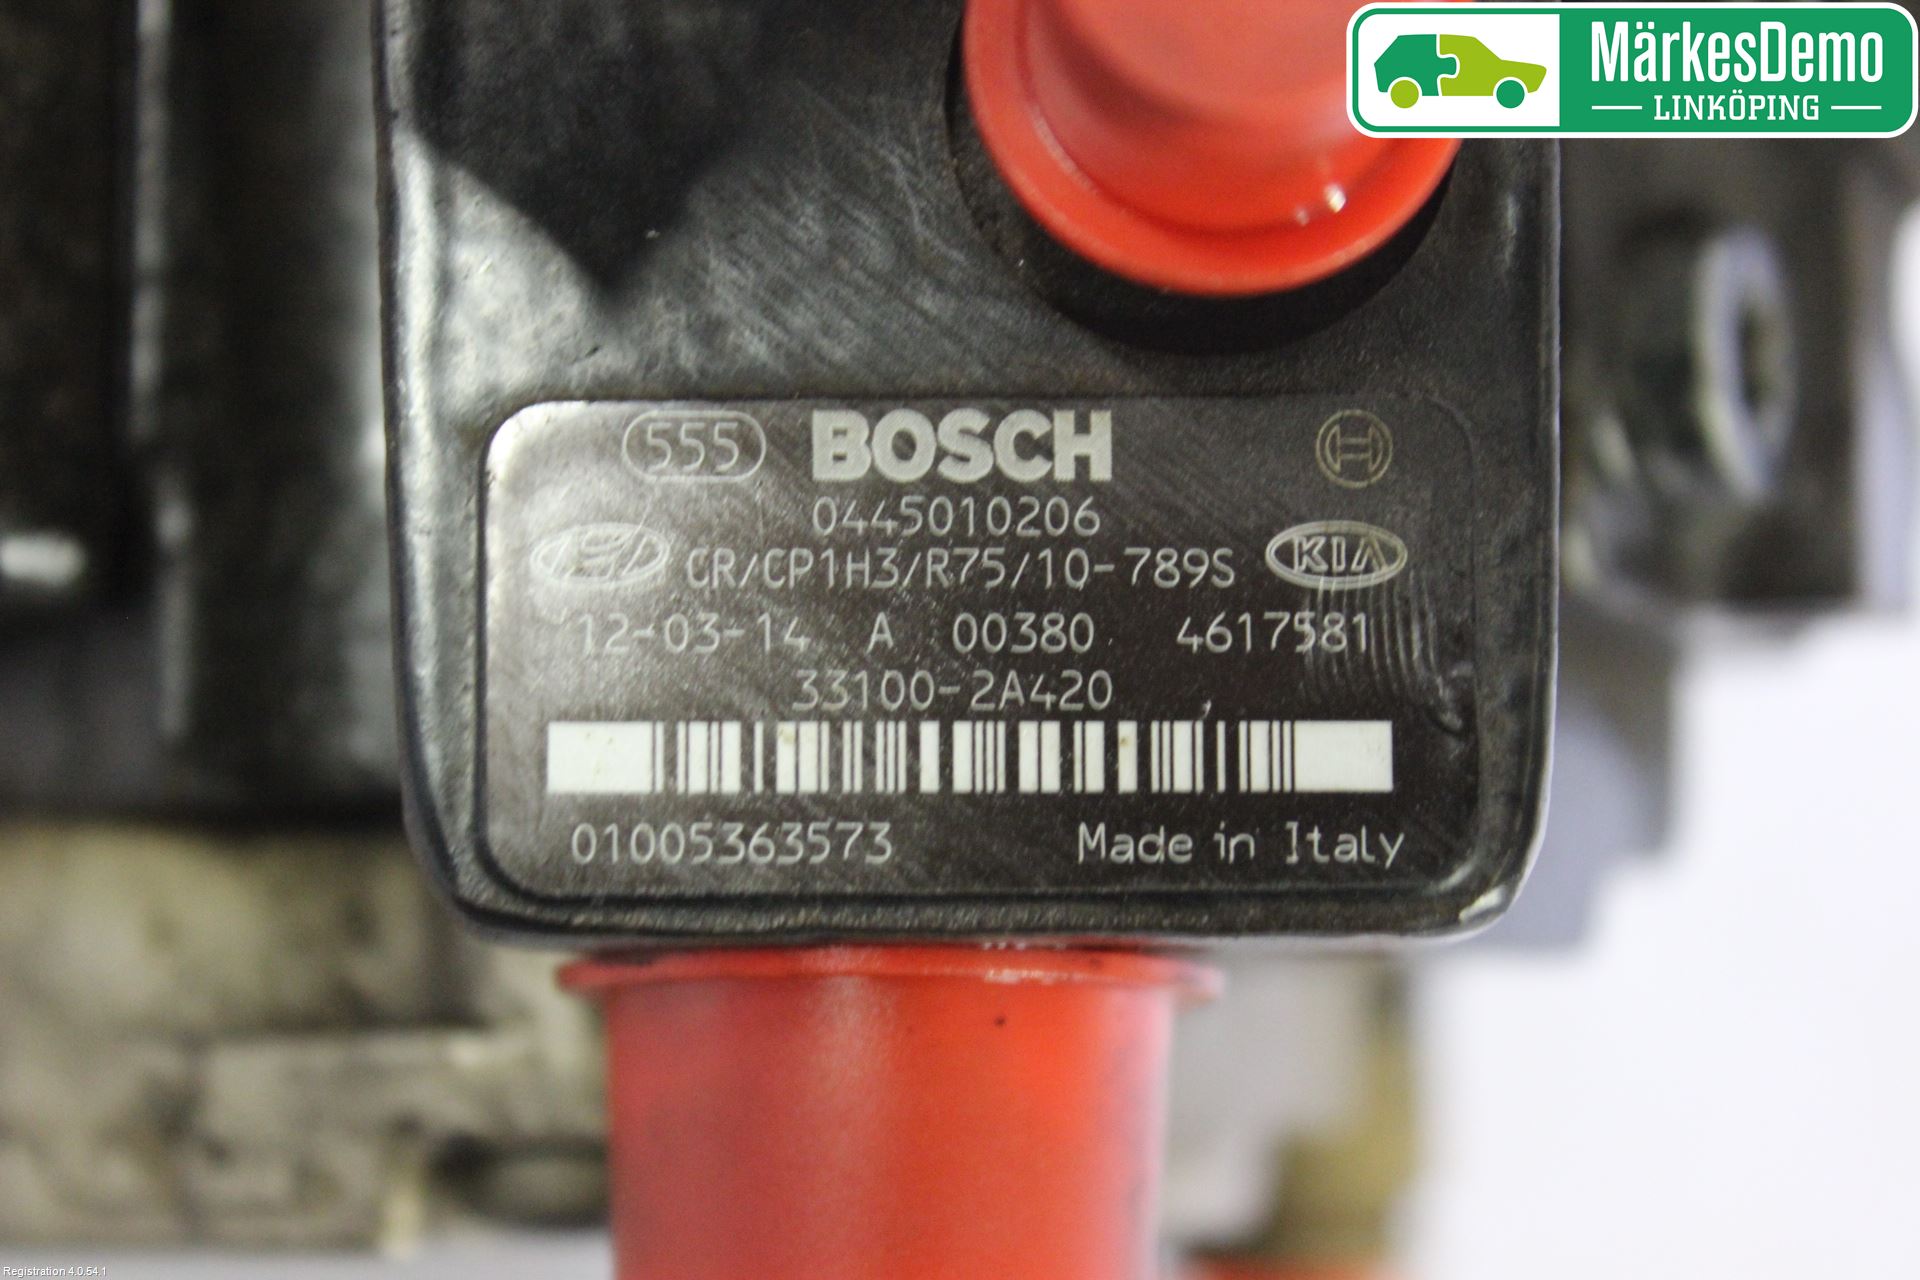 MärkesDemo
LINKÖPING
555 BOSCH
0445010206
CR/CP1H3/R75/10-789S KIA
12-03-14 A 00380 4617581
33100-2A420
01005363573 Made in Italy
Registration 4.0.54.1